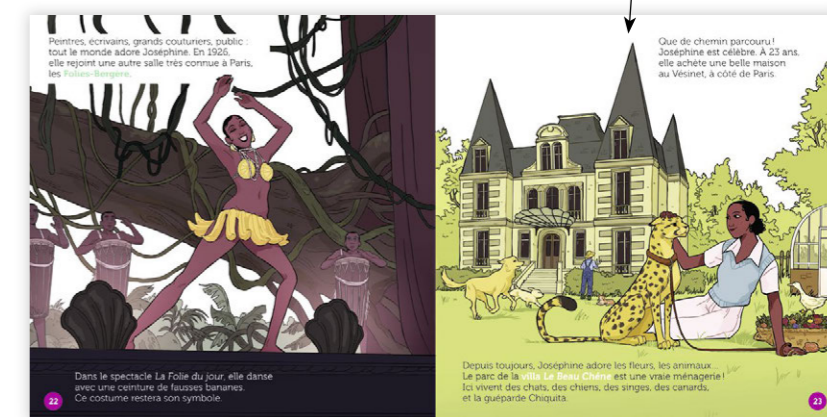 Peintres, écrivains, grands couturiers, public :
tout le monde adore Joséphine. En 1926,
elle rejoint une autre salle très connue à Paris,
les Folies-Bergère.
Dans le spectacle La Folie du jour, elle danse
avec une ceinture de fausses bananes.
Ce costume restera son symbole.
22
Que de chemin parcouru !
Joséphine est célèbre. À 23 ans,
elle achète une belle maison
au Vésinet, à côté de Paris.
Depuis toujours, Joséphine adore les fleurs, les animaux...
Le parc de la villa Le Beau Chêne est une vraie ménagerie !
Ici vivent des chats, des chiens, des singes, des canards,
et la guéparde Chiquita.
23